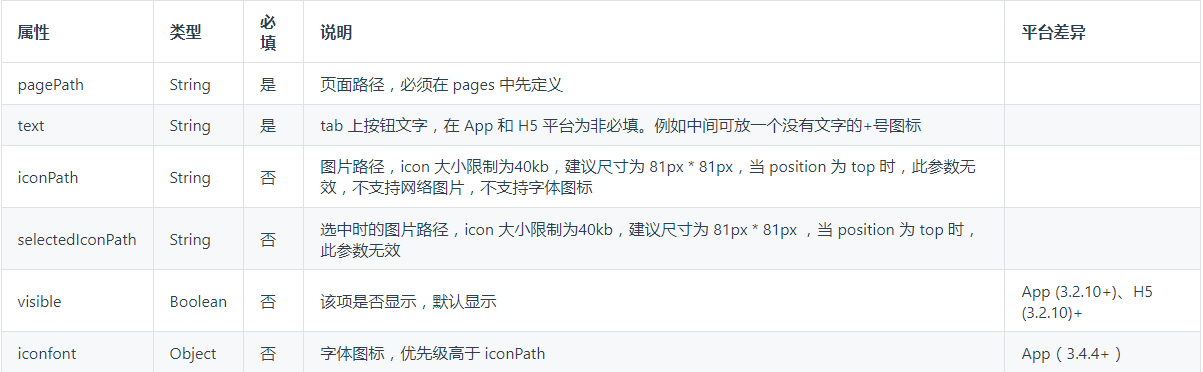 属性 类型 必填 说明 平台差异
pagePath String 是 页面路径，必须在 pages 中先定义
text String 是 tab 上按钮文字，在 App 和 H5 平台为非必填。例如中间可放一个没有文字的+号图标
iconPath String 否 图片路径，icon 大小限制为40kb，建议尺寸为 81px * 81px，当 position 为 top 时，此参数无
效，不支持网络图片，不支持字体图标
selectedIconPath String 否 选中时的图片路径，icon 大小限制为40kb，建议尺寸为 81px * 81px ，当 position 为 top 时，
此参数无效
visible Boolean 否 该项是否显示，默认显示 App (3.2.10+)、H5
(3.2.10)+
iconfont Object 否 字体图标，优先级高于 iconPath App（3.4.4+）